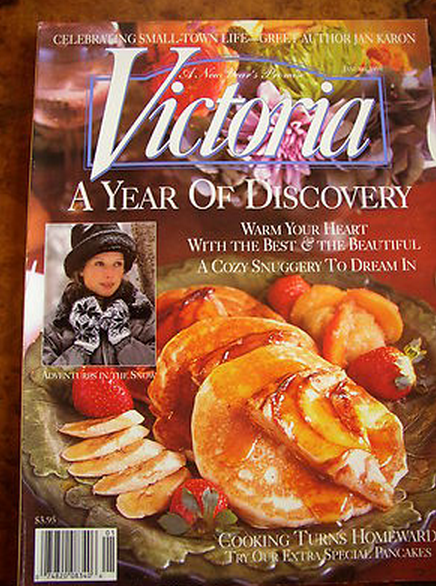 CELEBRATING SMALL-TOWN LIFE—GREET AUTHOR JAN KARON
A New Year's Promise
Victoria
A YEAR OF DISCOVERY
WARM YOUR HEART
WITH THE BEST & THE BEAUTIFUL
A COZY SNUGGERY TO DREAM IN
ADVENTURES IN THE SNOW
$3.95
COOKING TURNS HOMEWARD
TRY OUR EXTRA SPECIAL PANCAKES